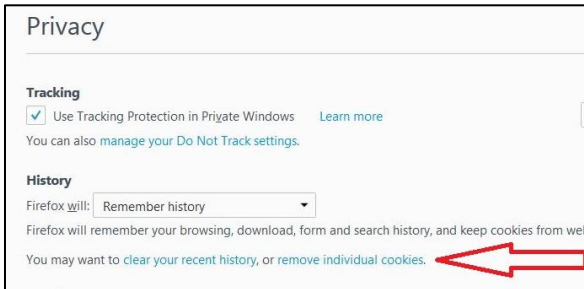 Privacy
Tracking
Use Tracking Protection in Private Windows Learn more
You can also manage your Do Not Track settings.
History
Firefox will: Remember history
Firefox will remember your browsing, download, form and search history, and keep cookies from we
You may want to clear your recent history, or remove individual cookies.